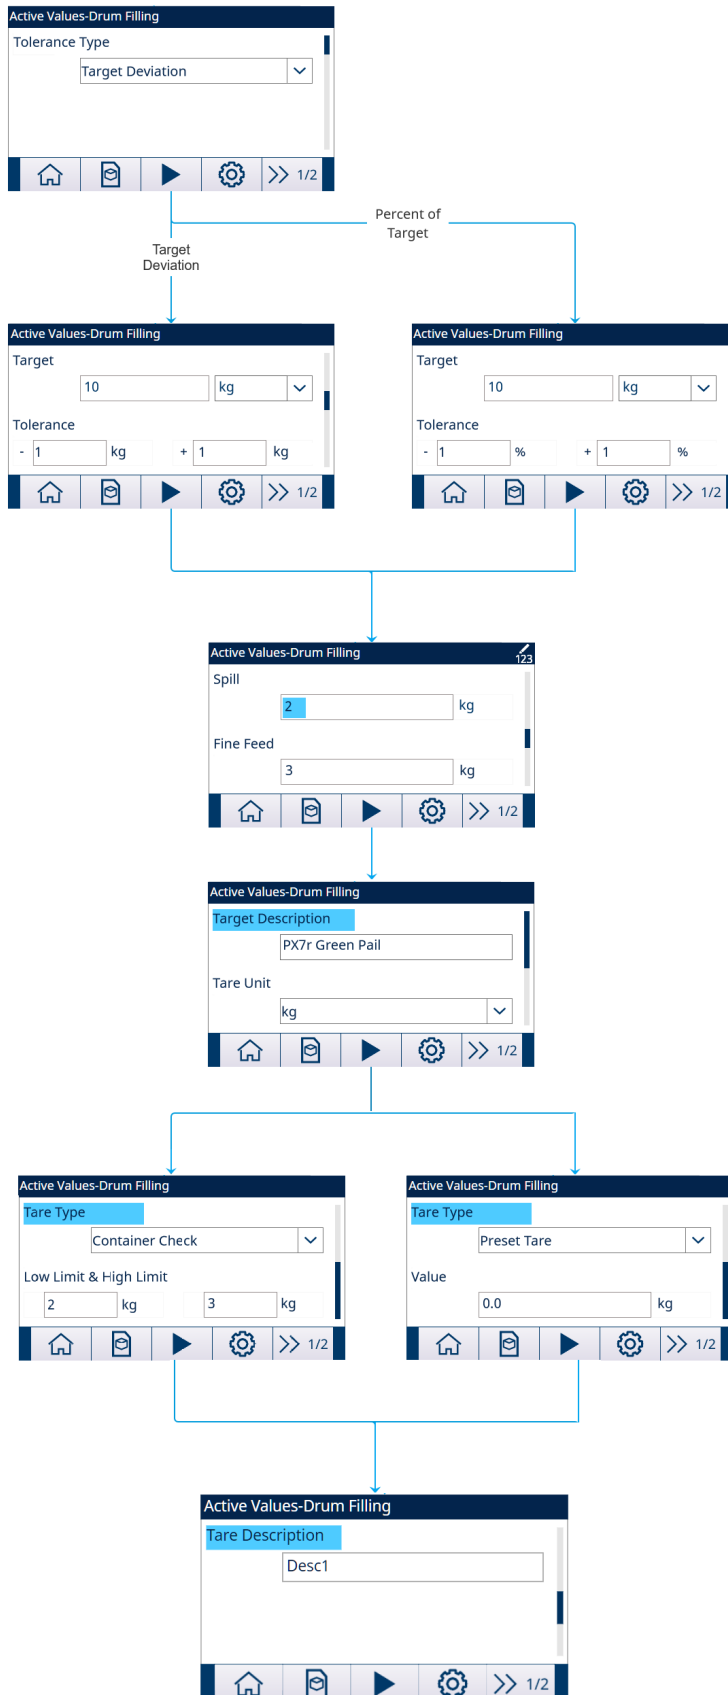 Active Values-Drum Filling
Tolerance Type
Target Deviation
1/2
Percent of
Target
Target
Deviation
Active Values-Drum Filling
Target
10 kg
Tolerance
- 1 kg + 1 kg
1/2
Active Values-Drum Filling
Target
10 kg
Tolerance
- 1 % + 1 %
1/2
Active Values-Drum Filling
123
Spill
2 kg
Fine Feed
3 kg
1/2
Active Values-Drum Filling
Target Description
PX7r Green Pail
Tare Unit
kg
1/2
Active Values-Drum Filling
Tare Type
Container Check
Low Limit & High Limit
2 kg 3 kg
1/2
Active Values-Drum Filling
Tare Type
Preset Tare
Value
0.0 kg
1/2
Active Values-Drum Filling
Tare Description
Desc1
1/2